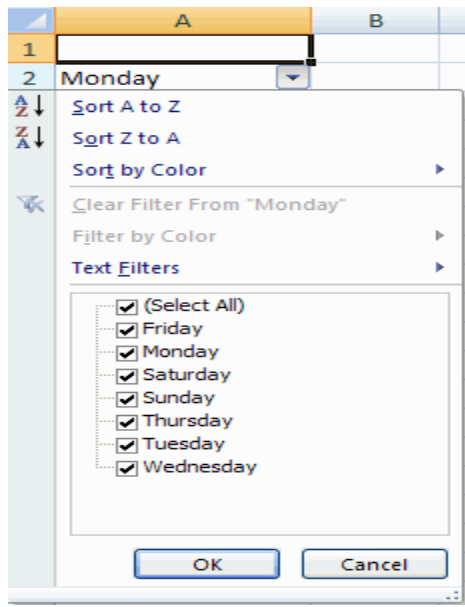 A B
1
2 Monday
Sort A to Z
Sort Z to A
Sort by Color
Clear Filter From "Monday"
Filter by Color
Text Filters
(Select All)
Friday
Monday
Saturday
Sunday
Thursday
Tuesday
Wednesday
OK Cancel